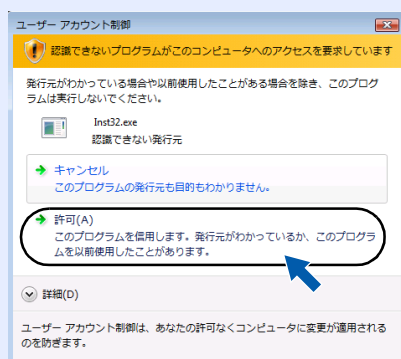 ユーザー アカウント制御
認識できないプログラムがこのコンピュータへのアクセスを要求しています
発行元がわかっている場合や以前使用したことがある場合を除き、このプログ
ラムは実行しないでください。
Inst32.exe
認識できない発行元
キャンセル
このプログラムの発行元も目的もわかりません。
許可(A)
このプログラムを信用します。発行元がわかっているか、このプログラ
ムを以前使用したことがあります。
詳細(D)
ユーザー アカウント制御は、あなたの許可なくコンピュータに変更が適用される
のを防ぎます。